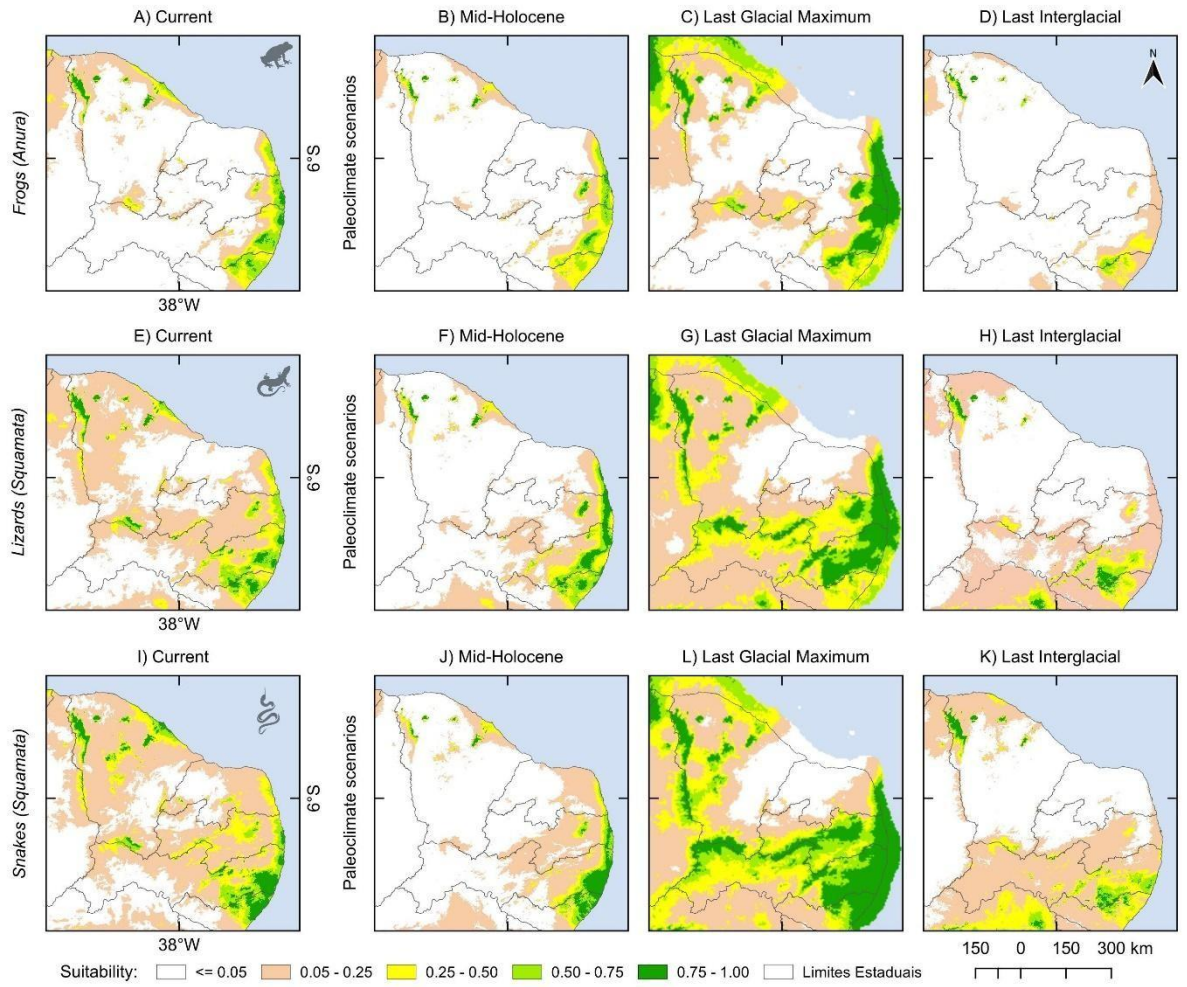 A) Current
B) Mid-Holocene
C) Last Glacial Maximum
D) Last Interglacial
N
Frogs (Anura)
6°S
Paleoclimate scenarios
38°W
E) Current
F) Mid-Holocene
G) Last Glacial Maximum
H) Last Interglacial
Lizards (Squamata)
6°S
Paleoclimate scenarios
38°W
I) Current
J) Mid-Holocene
L) Last Glacial Maximum
K) Last Interglacial
Snakes (Squamata)
6°S
Paleoclimate scenarios
38°W
150 0 150 300 km
Suitability: <= 0.05 0.05 - 0.25 0.25 - 0.50 0.50 - 0.75 0.75 - 1.00 Limites Estaduais